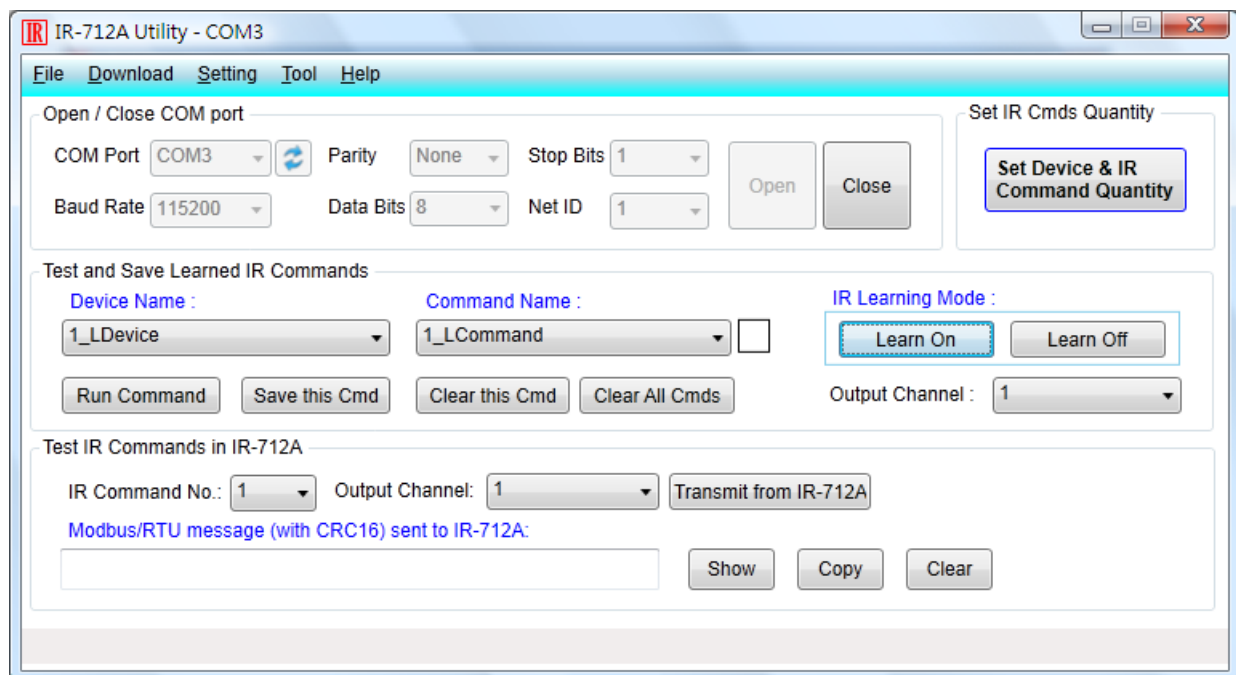 IR IR-712A Utility - COM3
File Download Setting Tool Help
Open / Close COM port
Set IR Cmds Quantity
COM Port COM3 Parity None Stop Bits 1
Open Close
Set Device & IR
Command Quantity
Baud Rate 115200 Data Bits 8 Net ID 1
Test and Save Learned IR Commands
Device Name : Command Name : IR Learning Mode :
1_LDevice 1_LCommand Learn On Learn Off
Run Command Save this Cmd Clear this Cmd Clear All Cmds Output Channel : 1
Test IR Commands in IR-712A
IR Command No.: 1 Output Channel: 1 Transmit from IR-712A
Modbus/RTU message (with CRC16) sent to IR-712A:
Show Copy Clear